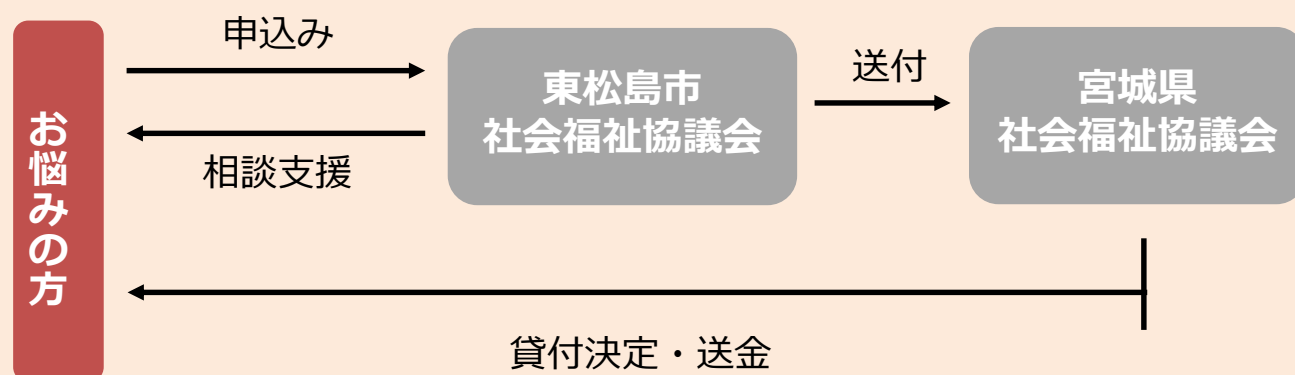 お悩みの方
申込み
相談支援
東松島市
社会福祉協議会
送付
宮城県
社会福祉協議会
貸付決定・送金